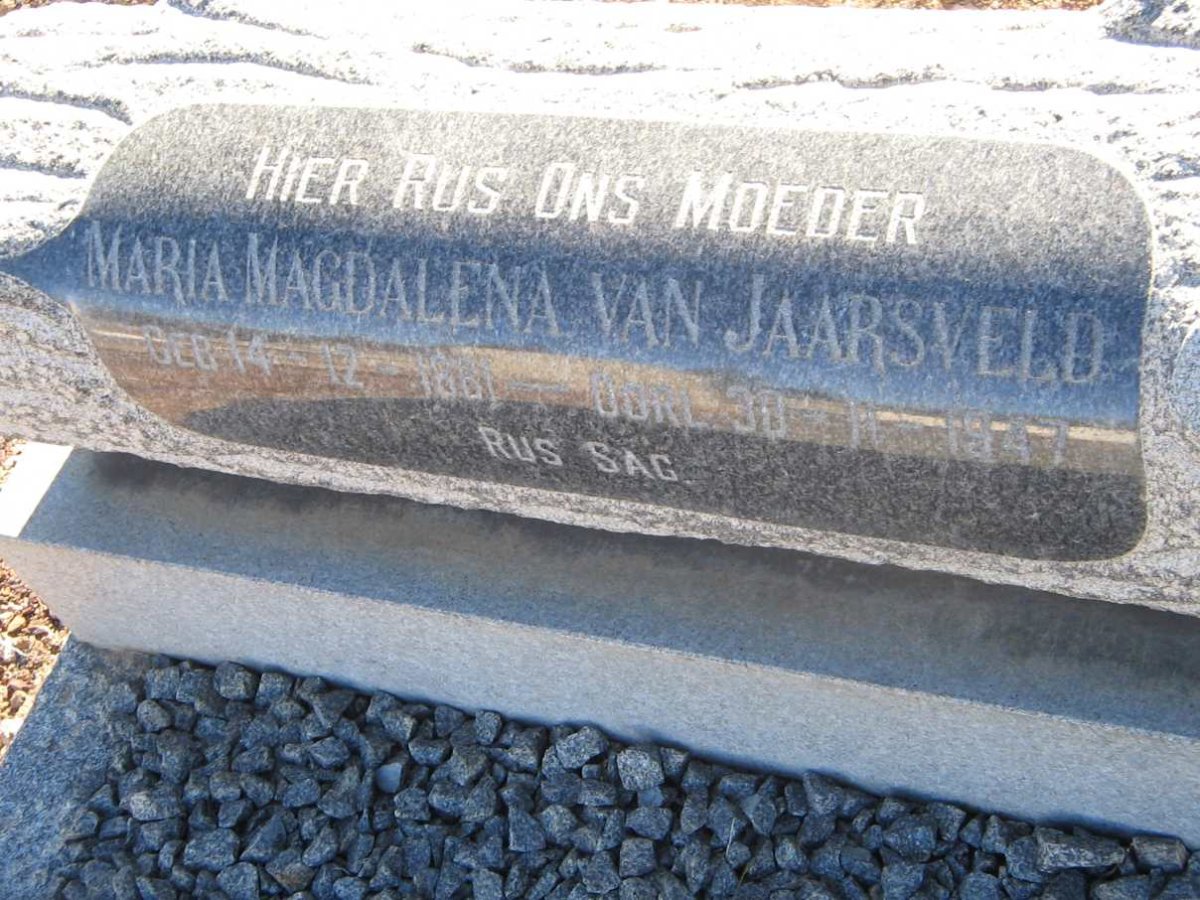 HIER RUS ONS MOEDER
MARIA MAGDALENA VAN JAARSVELD
GEB 14-12-1881 — OORL 30-11-1947
RUS SAG